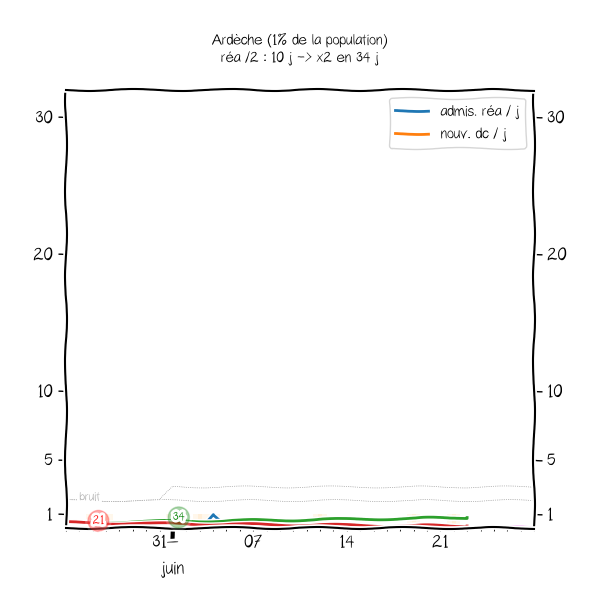 Ardèche (1% de la population)
réa /2 : 10 j -> x2 en 34 j
admis. réa / j
nouv. dc / j
30 30
20 20
10 10
5 5
bruit
1 21 34 1
31 07 14 21
juin